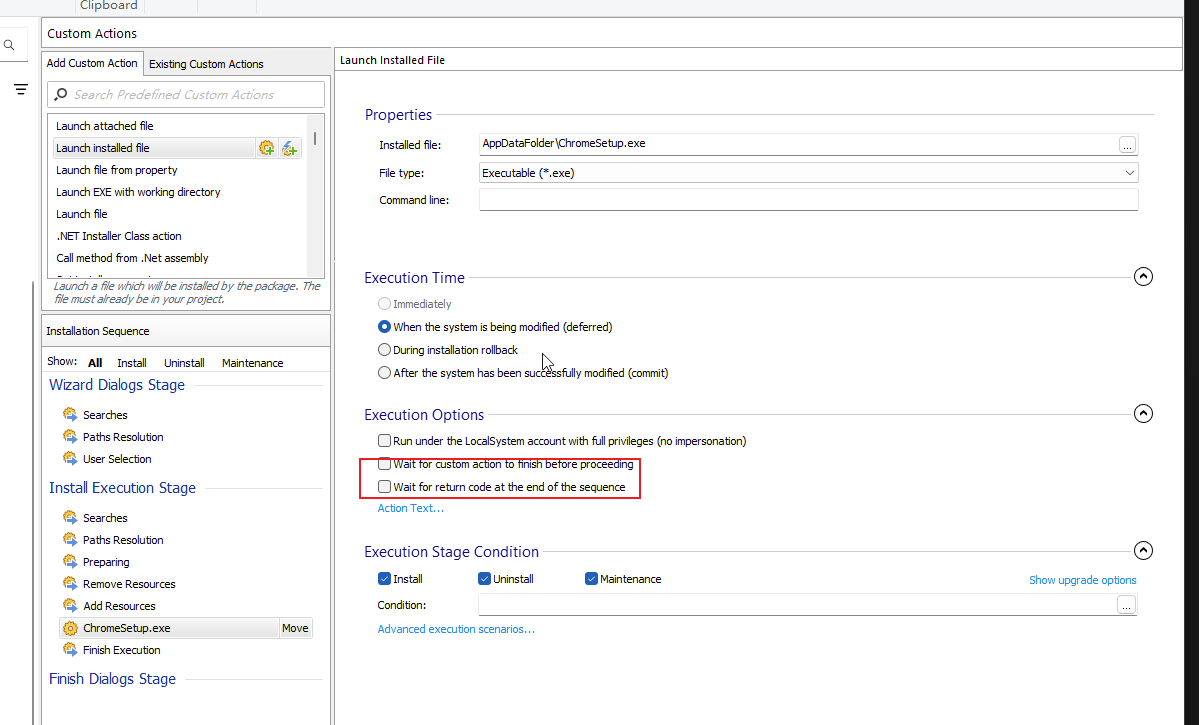 Clipboard
Custom Actions
Add Custom Action
Existing Custom Actions
Search Predefined Custom Actions
Launch attached file
Launch installed file
Launch file from property
Launch EXE with working directory
Launch file
.NET Installer Class action
Call method from .Net assembly
Launch a file which will be installed by the package. The
file must already be in your project.
Installation Sequence
Show: All Install Uninstall Maintenance
Wizard Dialogs Stage
Searches
Paths Resolution
User Selection
Install Execution Stage
Searches
Paths Resolution
Preparing
Remove Resources
Add Resources
ChromeSetup.exe Move
Finish Execution
Finish Dialogs Stage
Launch Installed File
Properties
Installed file: AppDataFolder\ChromeSetup.exe ...
File type: Executable (*.exe)
Command line:
Execution Time
Immediately
When the system is being modified (deferred)
During installation rollback
After the system has been successfully modified (commit)
Execution Options
Run under the LocalSystem account with full privileges (no impersonation)
Wait for custom action to finish before proceeding
Wait for return code at the end of the sequence
Action Text...
Execution Stage Condition
Install Uninstall Maintenance Show upgrade options
Condition: ...
Advanced execution scenarios...